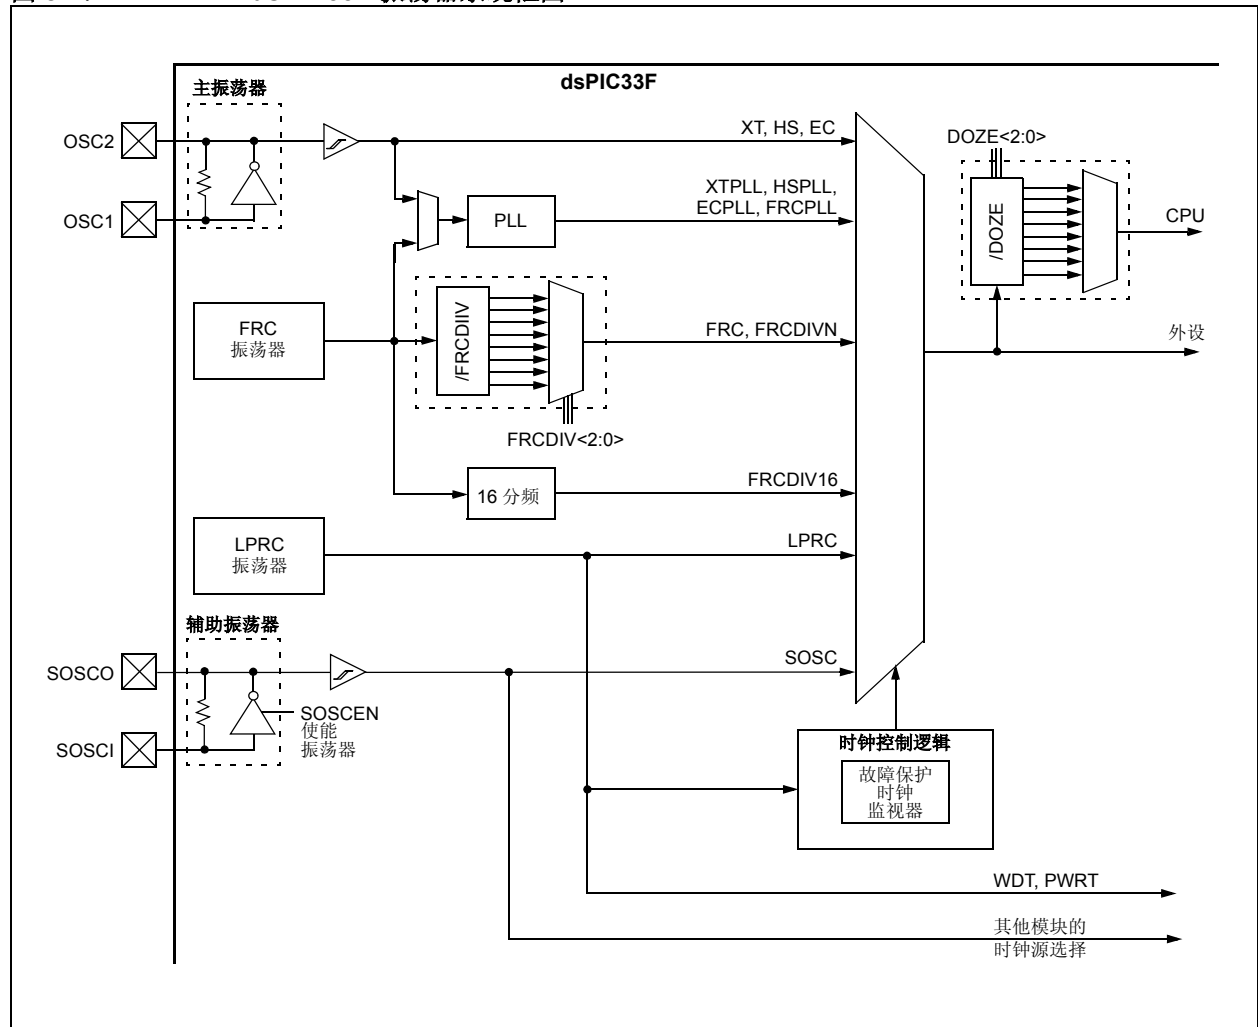 dsPIC33F
主振荡器
OSC2
OSC1
XT, HS, EC
XTPLL, HSPLL,
ECPLL, FRCPLL
PLL
DOZE<2:0>
/DOZE
CPU
外设
FRC
振荡器
/FRCDIIV
FRC, FRCDIVN
FRCDIV<2:0>
16 分频
FRCDIV16
LPRC
振荡器
LPRC
辅助振荡器
SOSCO
SOSCI
SOSCEN
使能
振荡器
SOSC
时钟控制逻辑
故障保护
时钟
监视器
WDT, PWRT
其他模块的
时钟源选择